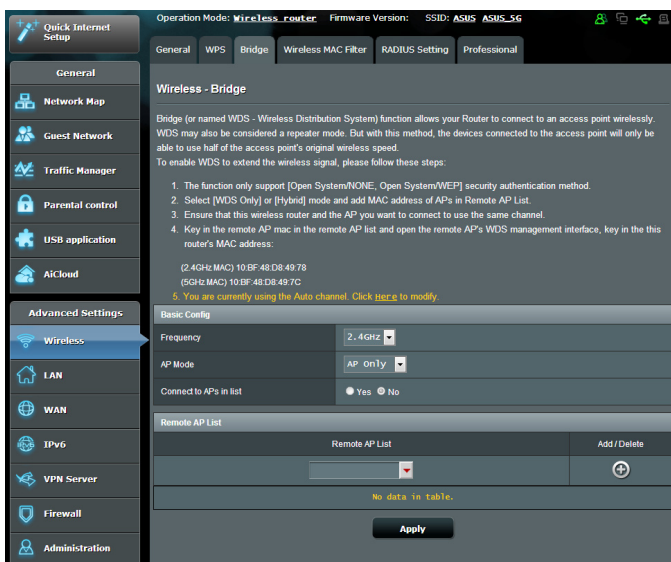 Quick Internet
Setup
Operation Mode: Wireless router Firmware Version: SSID: ASUS ASUS_5G
General WPS Bridge Wireless MAC Filter RADIUS Setting Professional
General
Network Map
Guest Network
Traffic Manager
Parental control
USB application
AiCloud
Advanced Settings
Wireless
LAN
WAN
IPv6
VPN Server
Firewall
Administration
Wireless - Bridge
Bridge (or named WDS - Wireless Distribution System) function allows your Router to connect to an access point wirelessly.
WDS may also be considered a repeater mode. But with this method, the devices connected to the access point will only be
able to use half of the access point's original wireless speed.
To enable WDS to extend the wireless signal, please follow these steps:
1. The function only support [Open System/NONE, Open System/WEP] security authentication method.
2. Select [WDS Only] or [Hybrid] mode and add MAC address of APs in Remote AP List.
3. Ensure that this wireless router and the AP you want to connect to use the same channel.
4. Key in the remote AP mac in the remote AP list and open the remote AP's WDS management interface, key in the this
router's MAC address:
(2.4GHz MAC) 10:BF:48:D8:49:78
(5GHz MAC) 10:BF:48:D8:49:7C
5. You are currently using the Auto channel. Click Here to modify.
Basic Config
Frequency 2.4GHz
AP Mode AP Only
Connect to APs in list Yes No
Remote AP List
Remote AP List Add / Delete
No data in table.
Apply